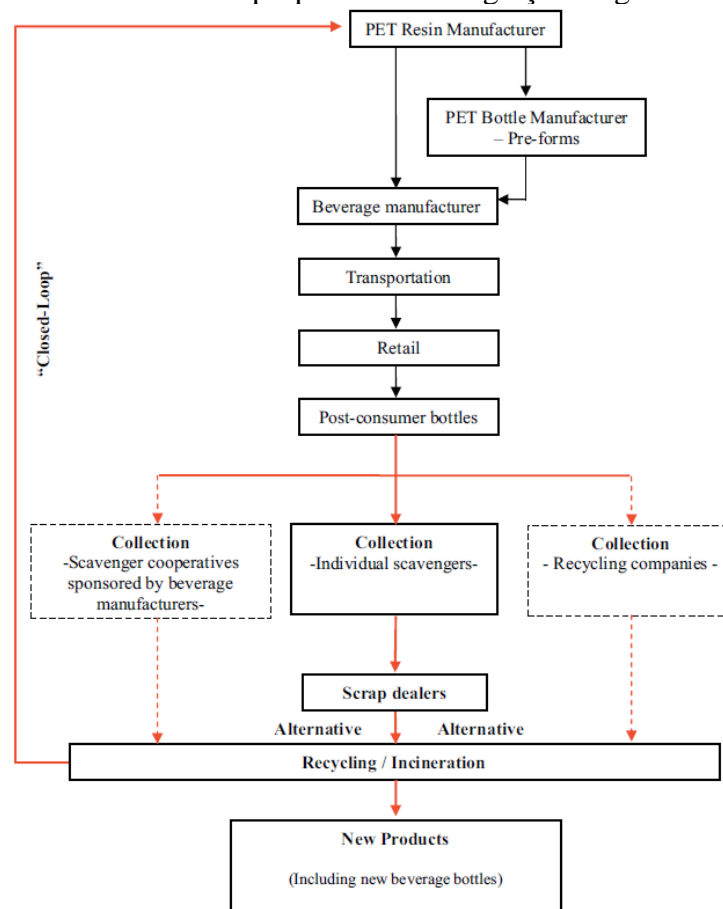 PET Resin Manufacturer
PET Bottle Manufacturer
– Pre-forms
Beverage manufacturer
Transportation
“Closed-Loop”
Retail
Post-consumer bottles
Collection
-Scavenger cooperatives
sponsored by beverage
manufacturers-
Collection
-Individual scavengers-
Collection
- Recycling companies -
Scrap dealers
Alternative
Alternative
Recycling / Incineration
New Products
(Including new beverage bottles)